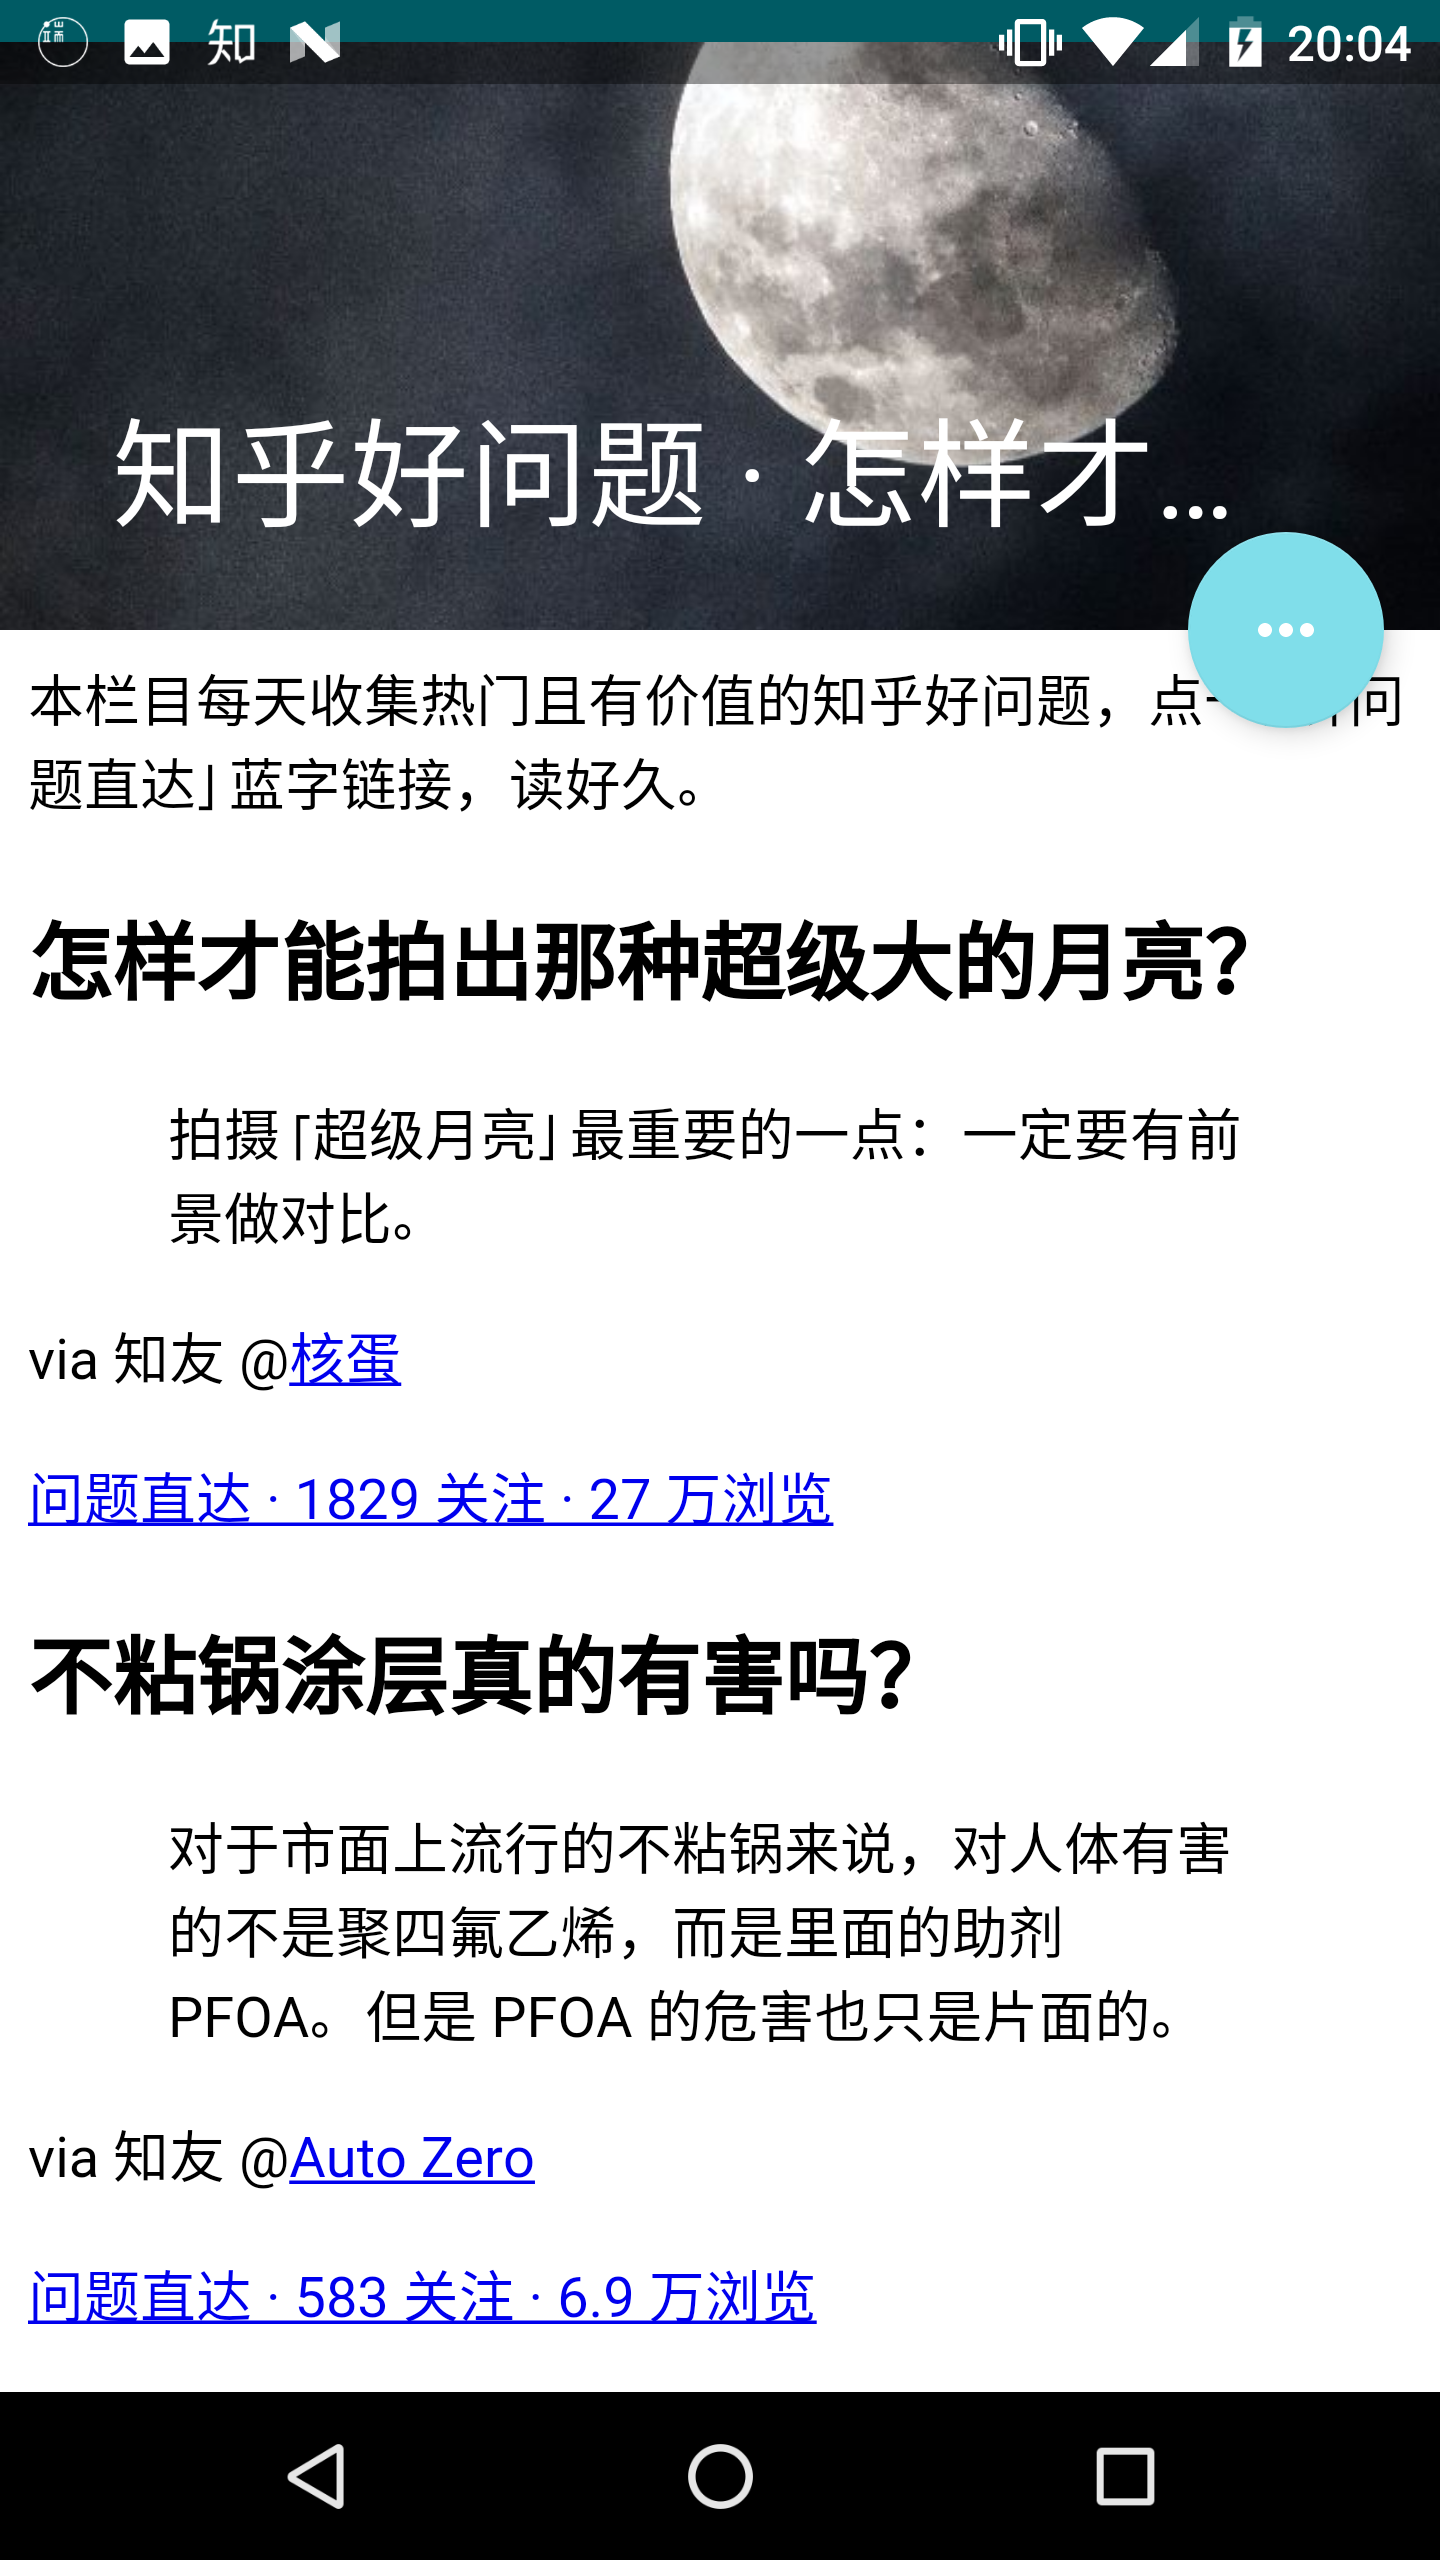 知 20:04
知乎好问题 · 怎样才...
本栏目每天收集热门且有价值的知乎好问题，点 问
题直达」蓝字链接，读好久。
怎样才能拍出那种超级大的月亮？
拍摄「超级月亮」最重要的一点：一定要有前
景做对比。
via 知友 @核蛋
问题直达 · 1829 关注 · 27 万浏览
不粘锅涂层真的有害吗？
对于市面上流行的不粘锅来说，对人体有害
的不是聚四氟乙烯，而是里面的助剂
PFOA。但是 PFOA 的危害也只是片面的。
via 知友 @Auto Zero
问题直达 · 583 关注 · 6.9 万浏览